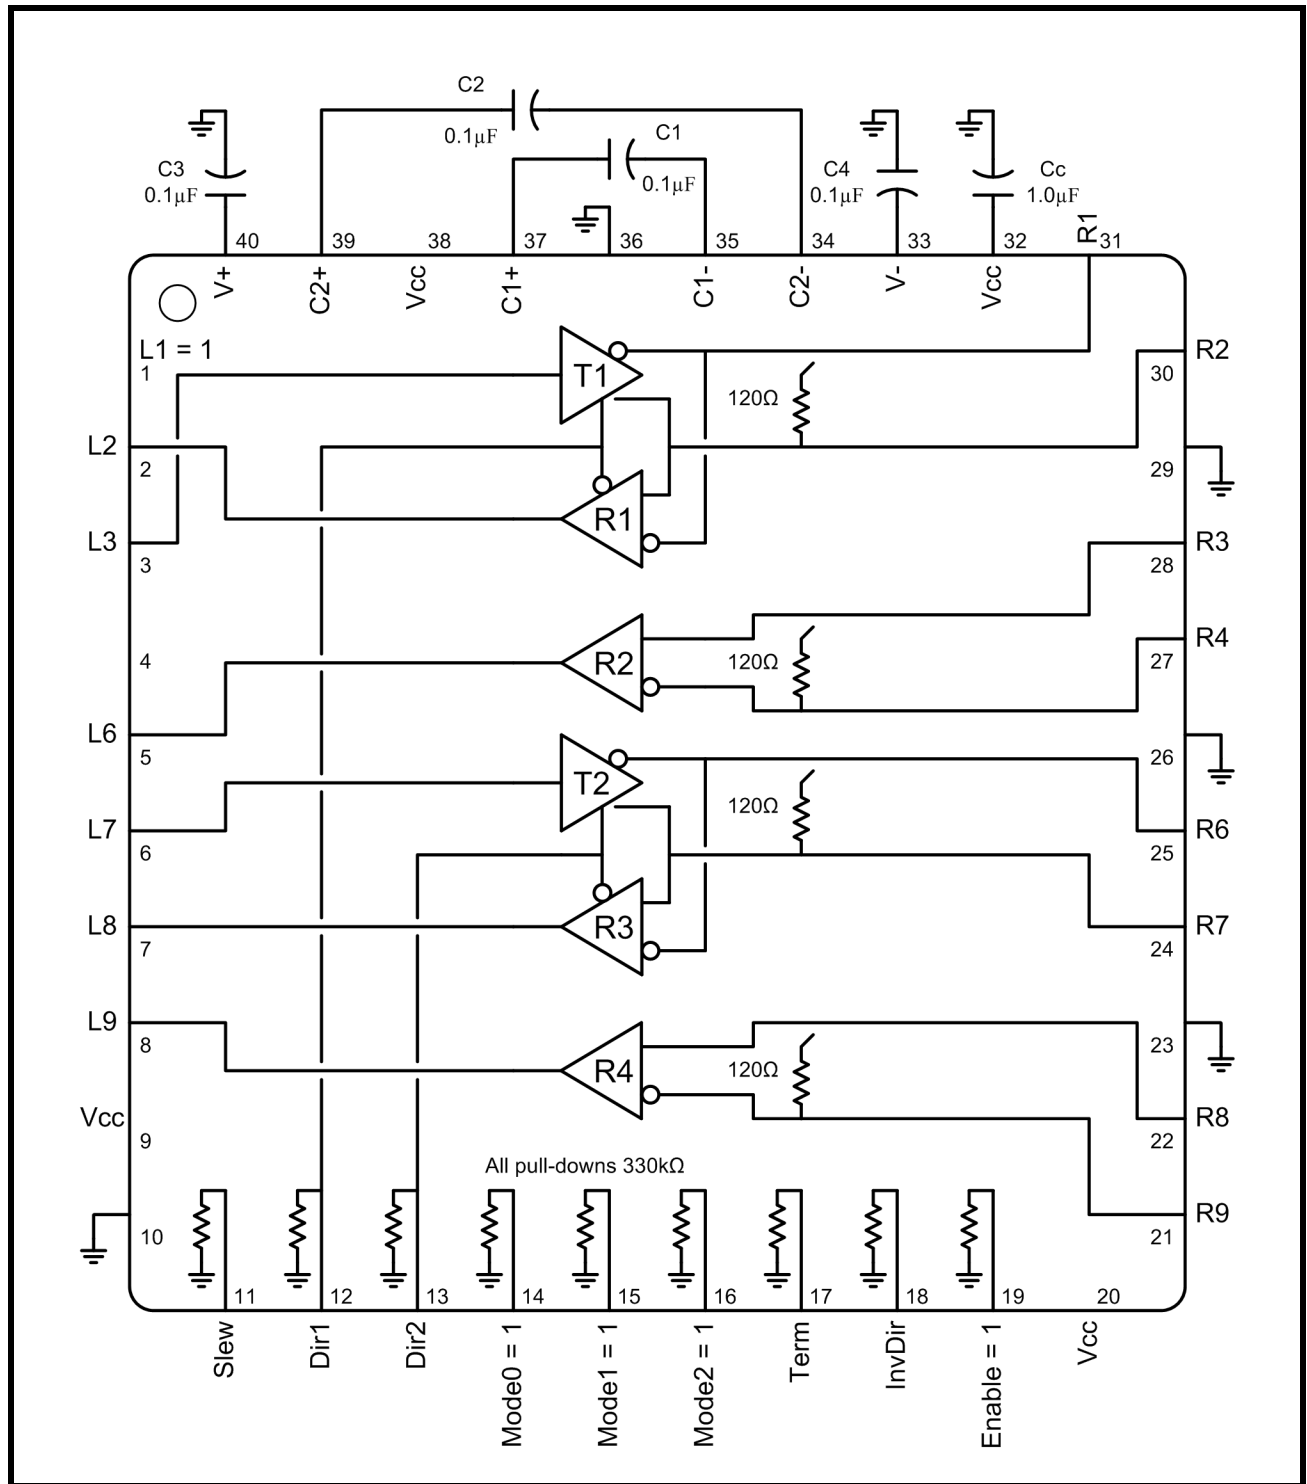 C2
0.1μF
C1
0.1μF
C3
0.1μF
C4
0.1μF
Cc
1.0μF
R1
40
39
38
37
36
35
34
33
32
31
V+
C2+
Vcc
C1+
C1-
C2-
V-
Vcc
L1 = 1
1
T1
120Ω
R2
30
L2
2
29
R1
L3
3
R3
28
4
R2
120Ω
R4
27
L6
5
26
T2
120Ω
L7
6
R6
25
L8
7
R3
R7
24
L9
8
23
R4
120Ω
Vcc
9
R8
22
All pull-downs 330kΩ
10
R9
21
11
12
13
14
15
16
17
18
19
20
Slew
Dir1
Dir2
Mode0 = 1
Mode1 = 1
Mode2 = 1
Term
InvDir
Enable = 1
Vcc